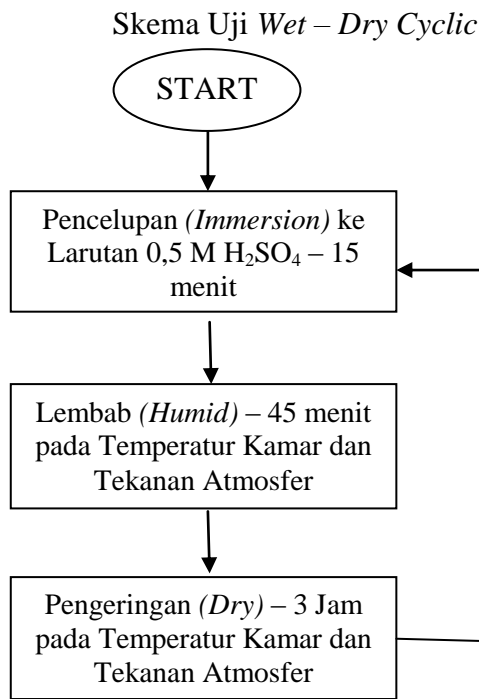 Skema Uji Wet – Dry Cyclic
START
Pencelupan (Immersion) ke
Larutan 0,5 M H₂SO₄ – 15
menit
Lembab (Humid) – 45 menit
pada Temperatur Kamar dan
Tekanan Atmosfer
Pengeringan (Dry) – 3 Jam
pada Temperatur Kamar dan
Tekanan Atmosfer